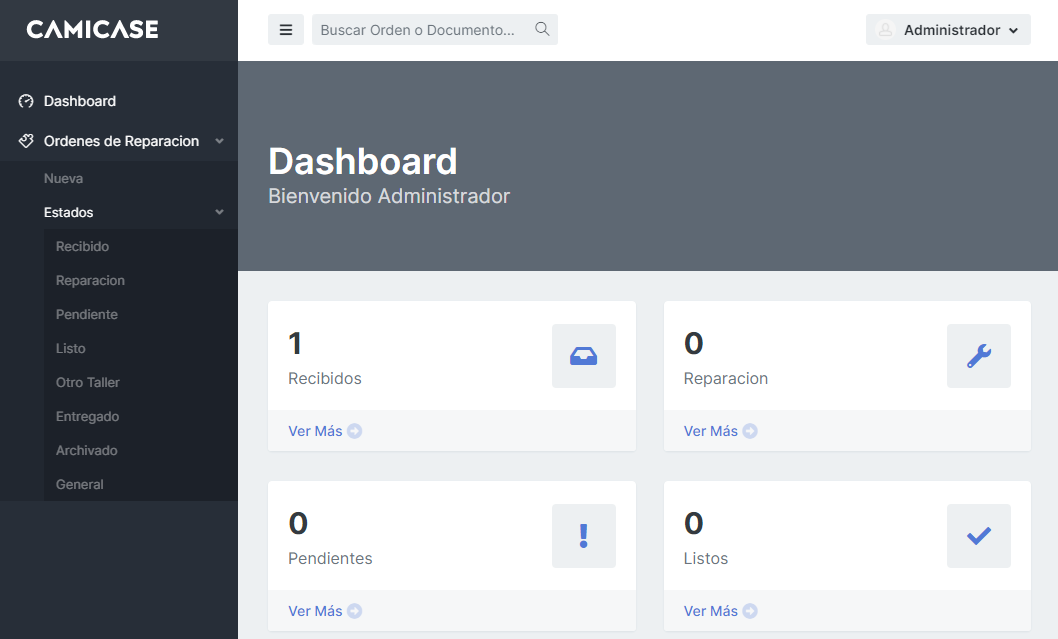 CAMICASE
Buscar Orden o Documento...
Administrador
Dashboard
Ordenes de Reparacion
Nueva
Estados
Recibido
Reparacion
Pendiente
Listo
Otro Taller
Entregado
Archivado
General
Dashboard
Bienvenido Administrador
1
Recibidos
Ver Más
0
Reparacion
Ver Más
0
Pendientes
Ver Más
0
Listos
Ver Más